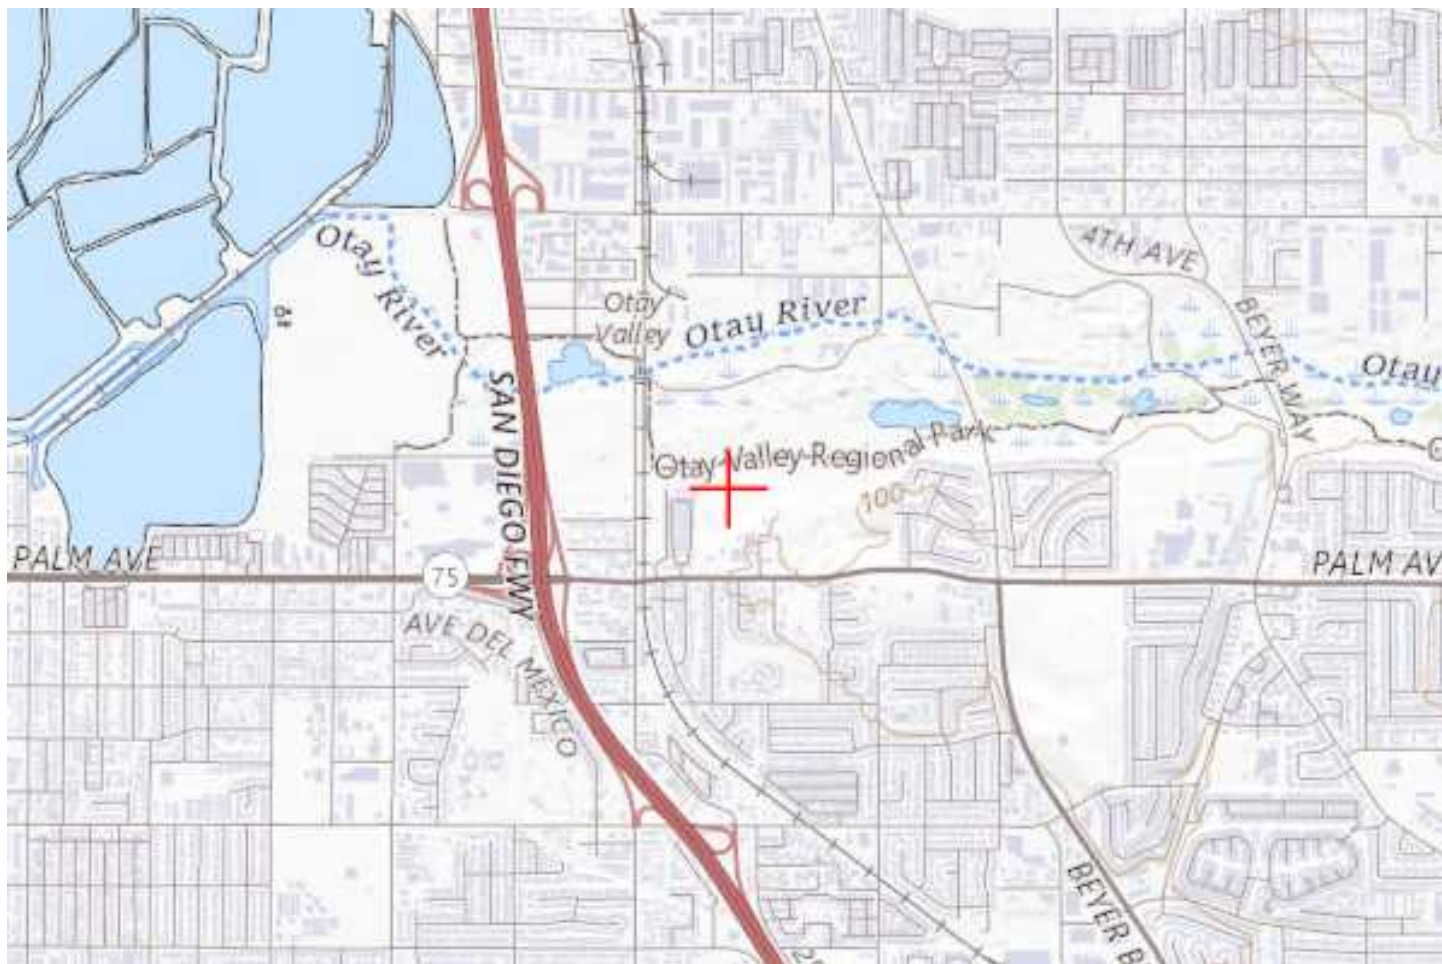 4TH AVE
Otay River
Otay
Valley
Otay River
BEYER WAY
Otay
SAN DIEGO FWY
Otay Valley Regional Park
100
PALM AVE
75
PALM AV
AVE DEL MEXICO
BEYER B